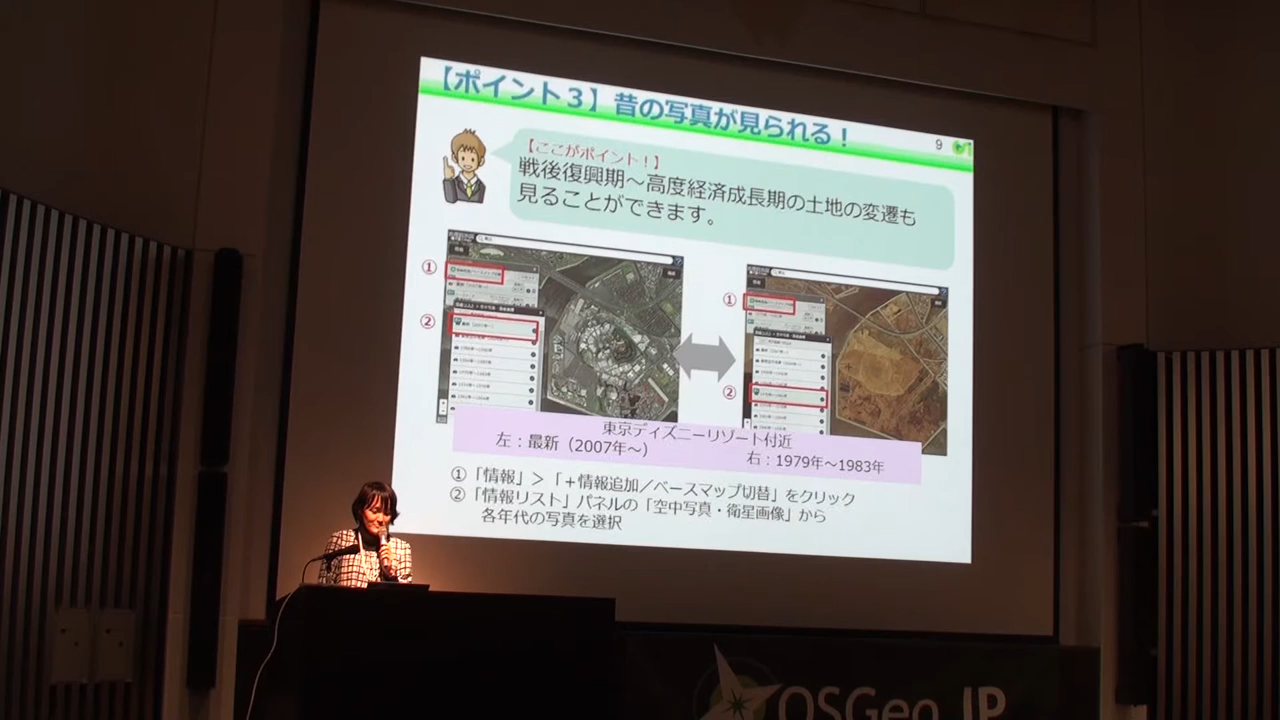 【ポイント３】昔の写真が見られる！
9
【ここがポイント！】
戦後復興期～高度経済成長期の土地の変遷も
見ることができます。
①
②
①
②
東京ディズニーリゾート付近
左：最新（2007年～）
右：1979年～1983年
①「情報」＞「＋情報追加／ベースマップ切替」をクリック
②「情報リスト」パネルの「空中写真・衛星画像」から
各年代の写真を選択
OSGeo.JP